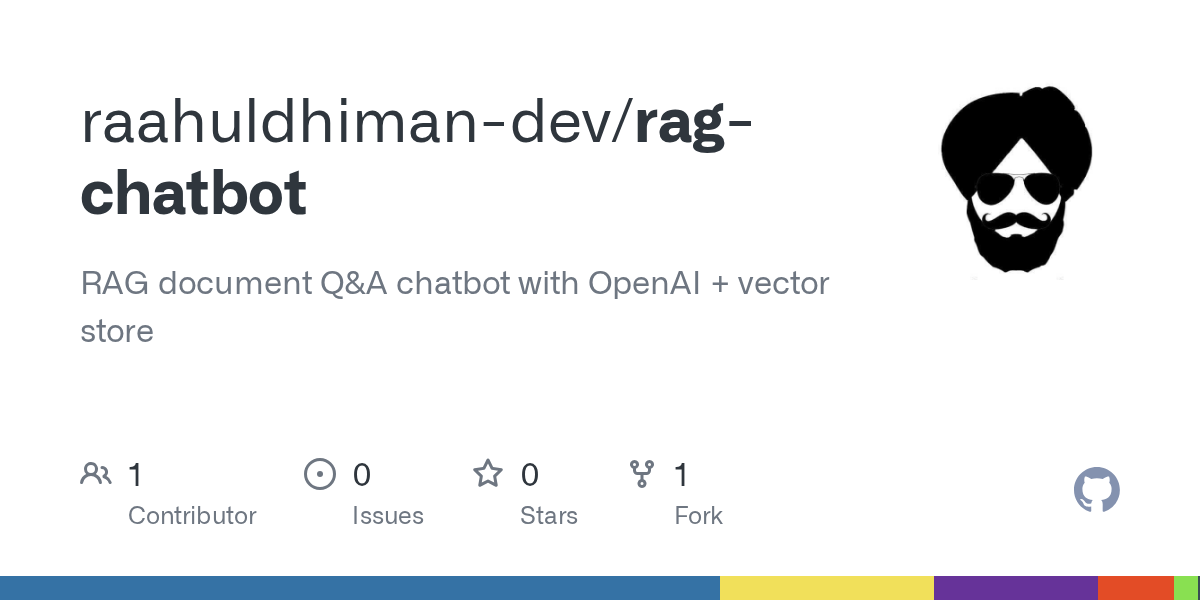 raahuldhiman-dev/rag-
chatbot
RAG document Q&A chatbot with OpenAI + vector
store
1 0 0 1
Contributor Issues Stars Fork